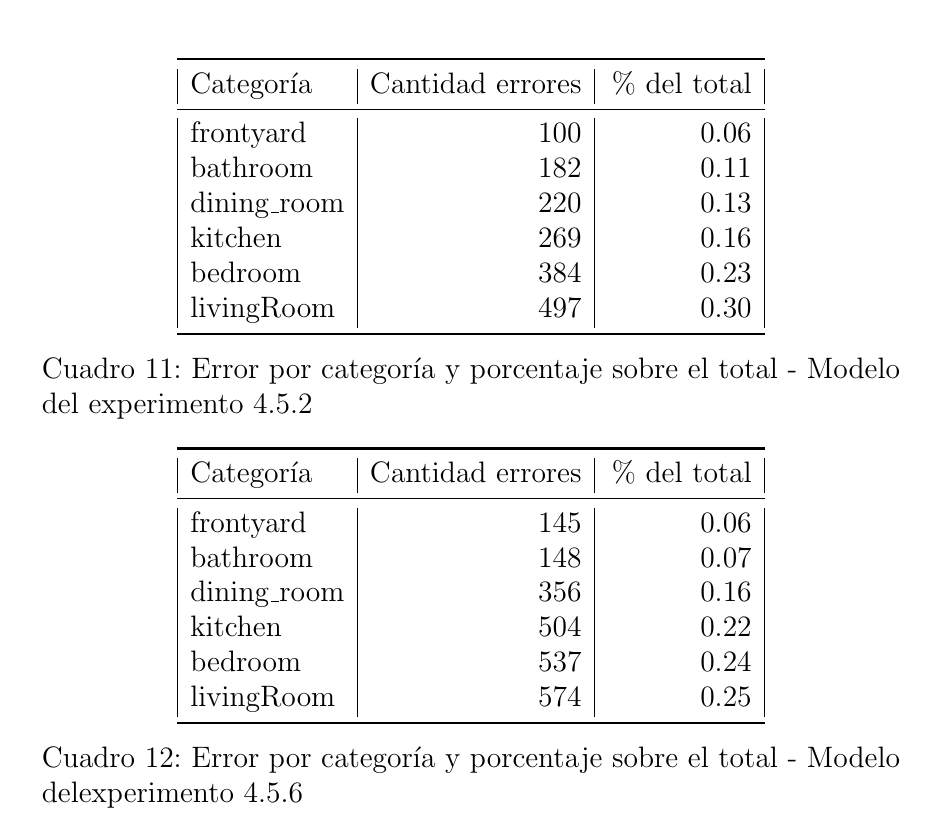 Categoría Cantidad errores % del total
frontyard 100 0.06
bathroom 182 0.11
dining_room 220 0.13
kitchen 269 0.16
bedroom 384 0.23
livingRoom 497 0.30
Cuadro 11: Error por categoría y porcentaje sobre el total - Modelo
del experimento 4.5.2
Categoría Cantidad errores % del total
frontyard 145 0.06
bathroom 148 0.07
dining_room 356 0.16
kitchen 504 0.22
bedroom 537 0.24
livingRoom 574 0.25
Cuadro 12: Error por categoría y porcentaje sobre el total - Modelo
delexperimento 4.5.6